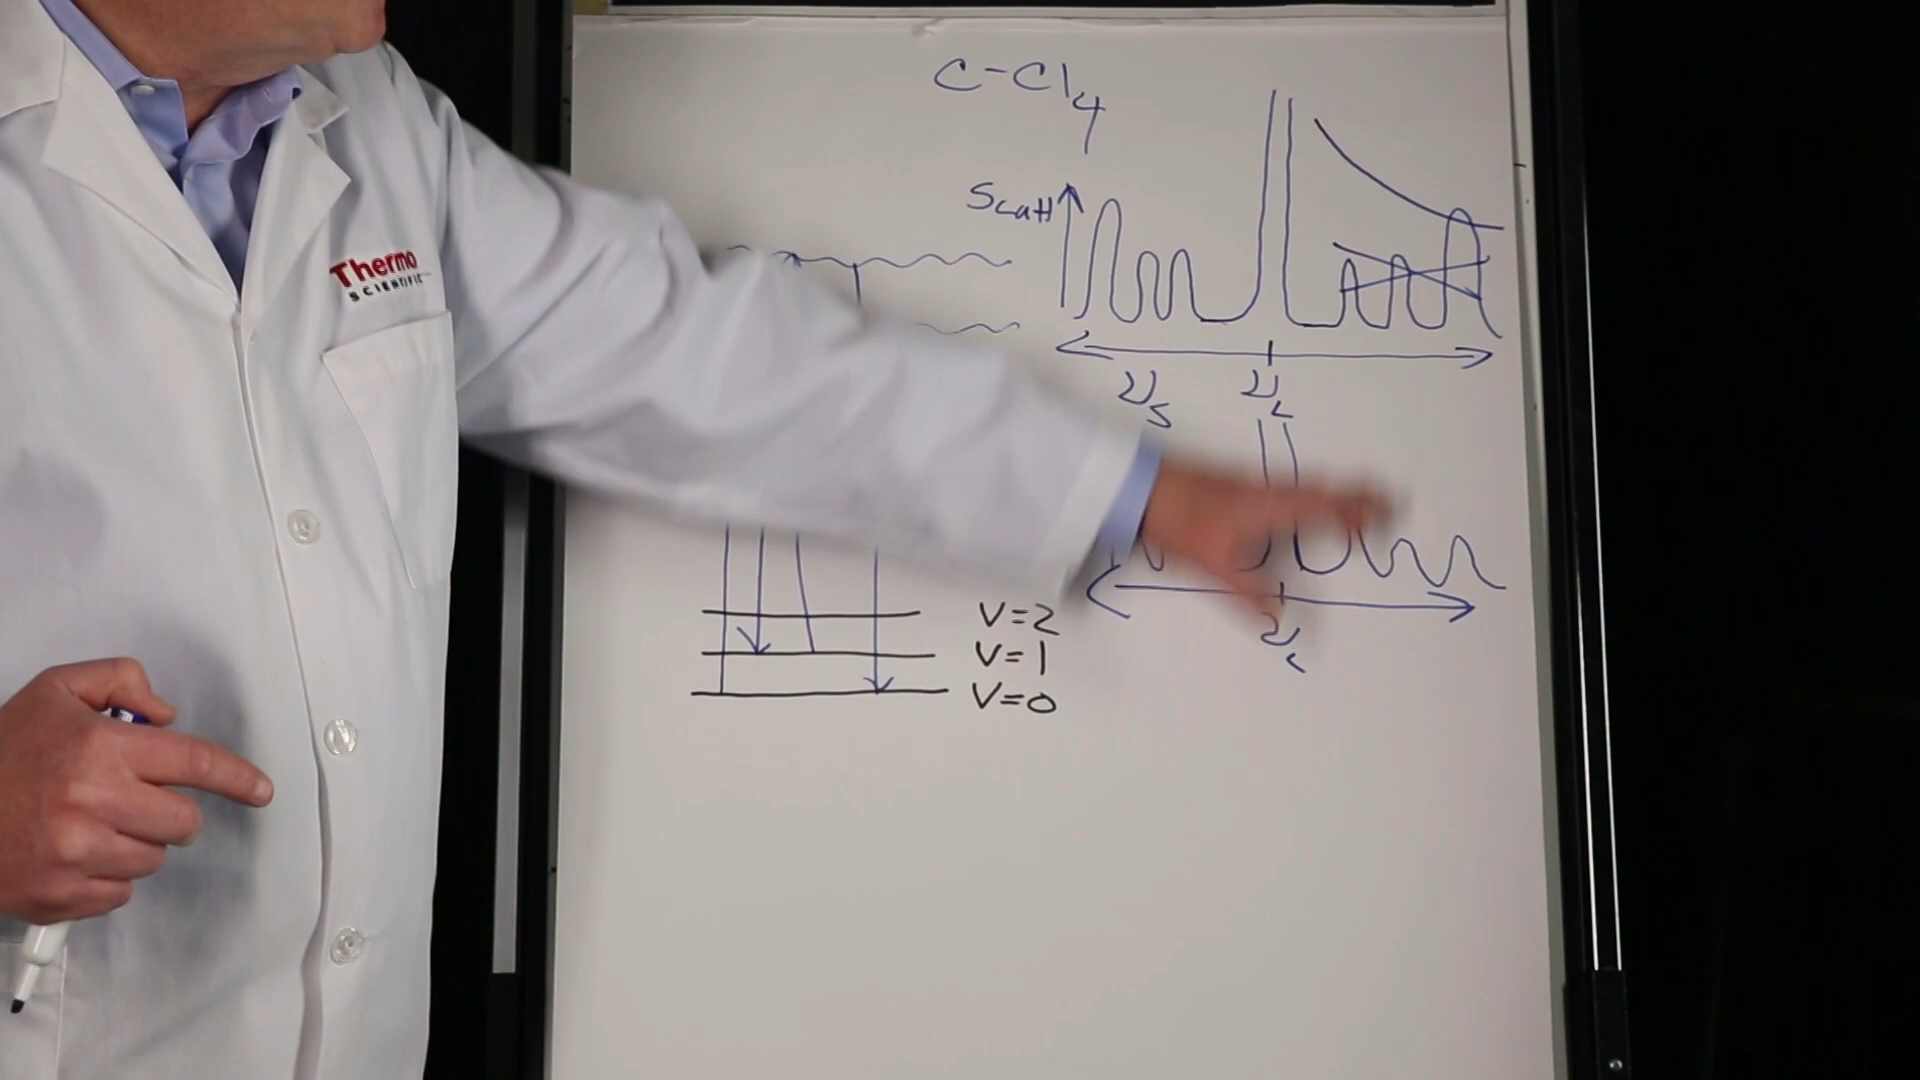 C-Cl4
Scatt
Thermo
SCIENTIFIC
νS
νL
V=2
νL
V=1
V=0